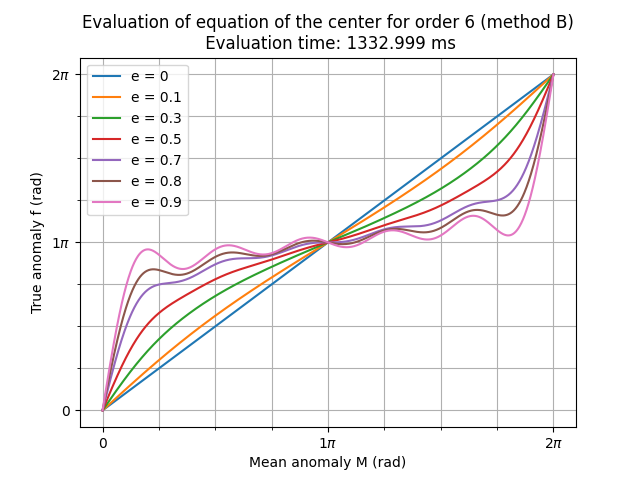 Evaluation of equation of the center for order 6 (method B)
Evaluation time: 1332.999 ms
2π
1π
0
True anomaly f (rad)
e = 0
e = 0.1
e = 0.3
e = 0.5
e = 0.7
e = 0.8
e = 0.9
0
1π
2π
Mean anomaly M (rad)